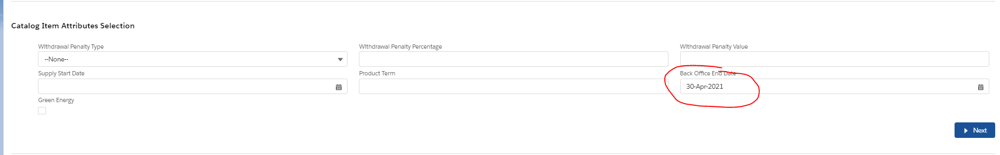 Catalog Item Attributes Selection
Withdrawal Penalty Type
Withdrawal Penalty Percentage
Withdrawal Penalty Value
--None--
Supply Start Date
Product Term
Back Office End Date
30-Apr-2021
Green Energy
Next